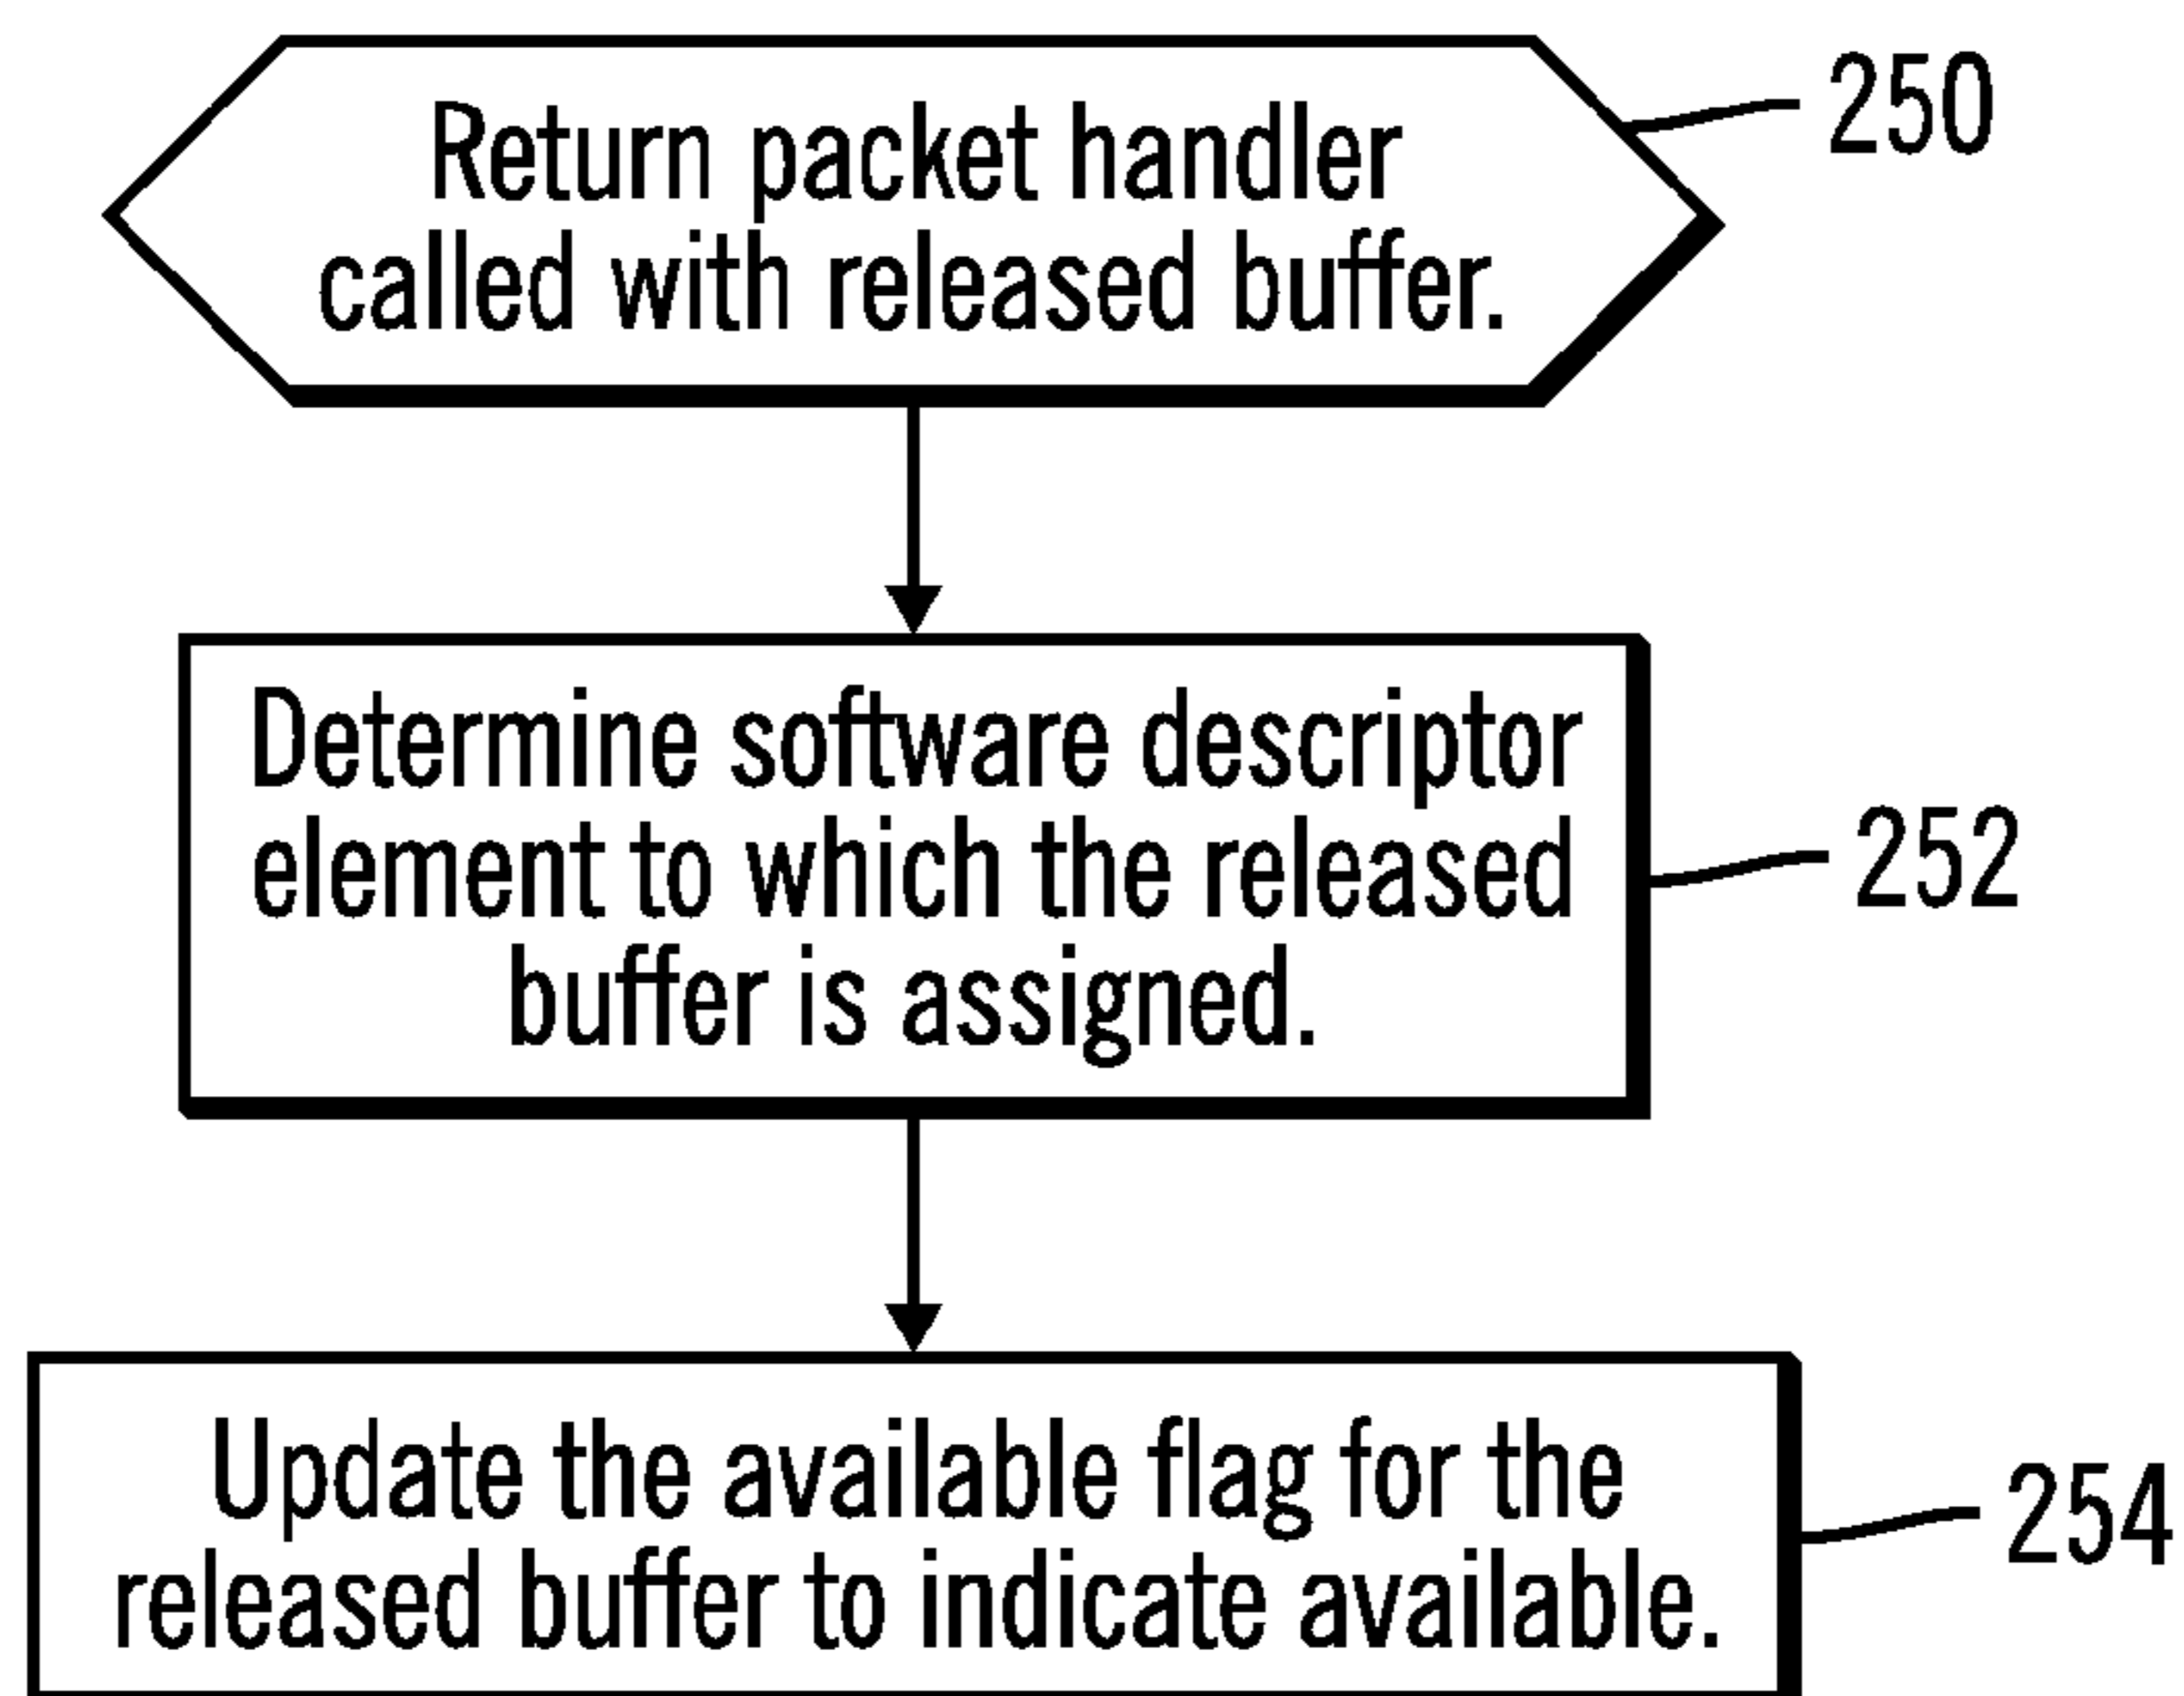 Return packet handler
called with released buffer.
250
Determine software descriptor
element to which the released
buffer is assigned.
252
Update the available flag for the
released buffer to indicate available.
254